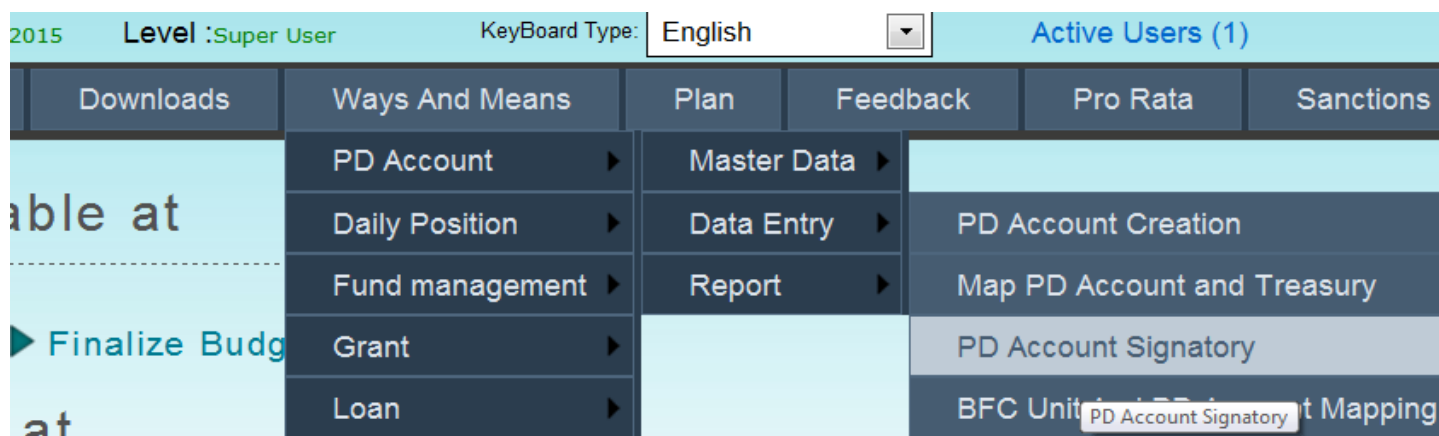 2015 Level :Super User KeyBoard Type: English Active Users (1)
Downloads Ways And Means Plan Feedback Pro Rata Sanctions
PD Account Master Data
able at Daily Position Data Entry PD Account Creation
Fund management Report Map PD Account and Treasury
Finalize Budg Grant PD Account Signatory
Loan BFC Unit PD Account Signatory t Mapping
at